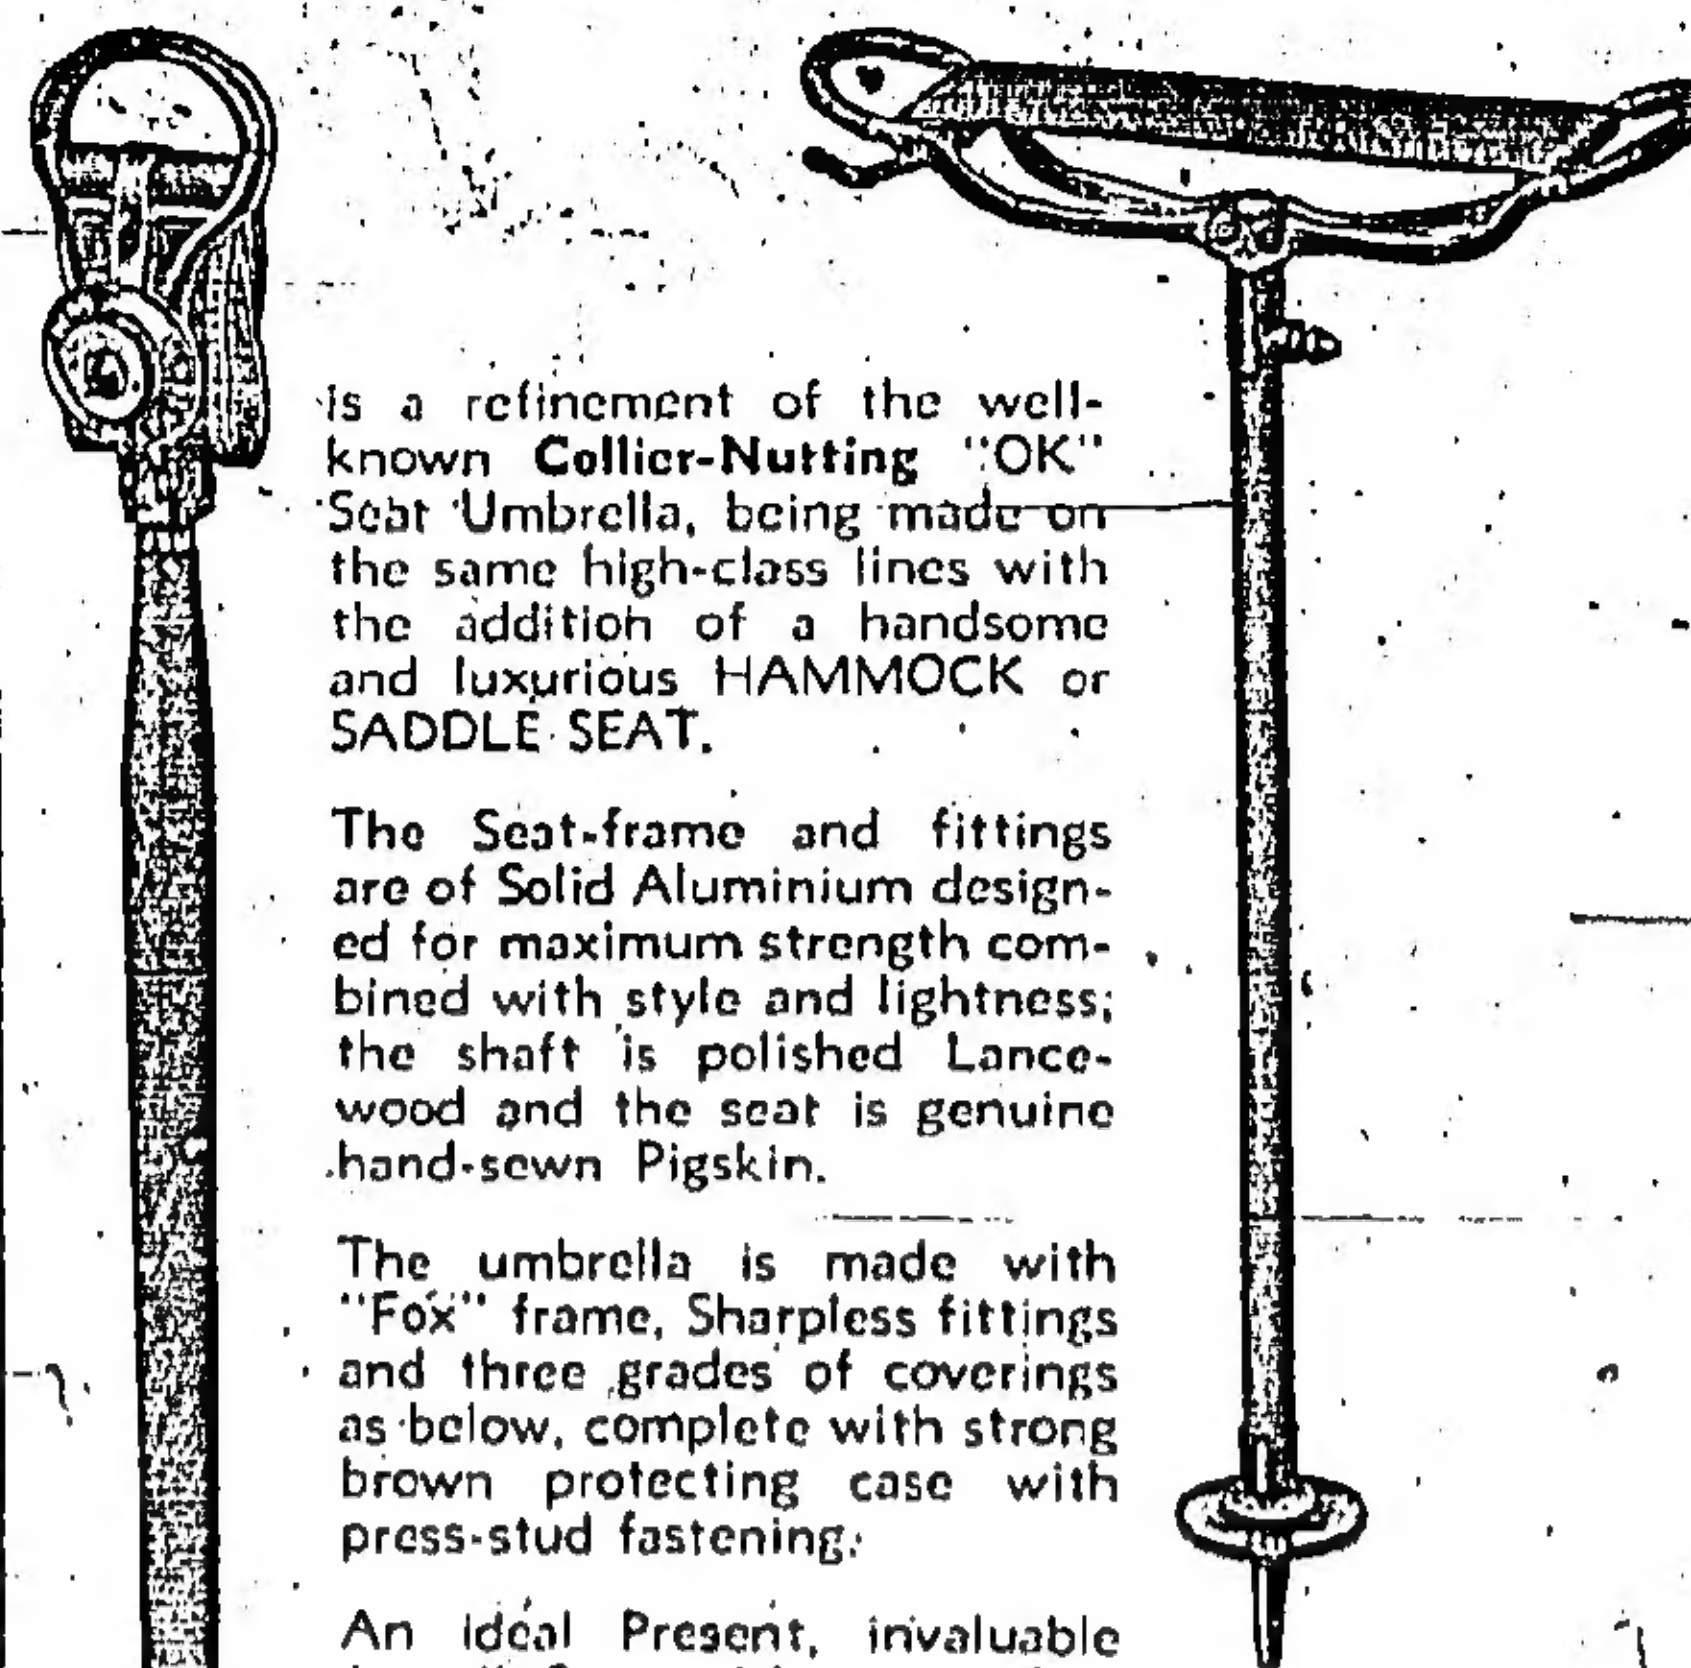 is a refinement of the well-
known Collier-Nutting "OK"
Seat Umbrella, being made on
the same high-class lines with
the addition of a handsome
and luxurious HAMMOCK or
SADDLE SEAT.
The Seat-frame and fittings
are of Solid Aluminium design-
ed for maximum strength com-
bined with style and lightness;
the shaft is polished Lance-
wood and the seat is genuine
hand-sewn Pigskin.
The umbrella is made with
"Fox" frame, Sharpless fittings
and three grades of coverings
as below, complete with strong
brown protecting case with
press-stud fastening.
An Ideal Present, invaluable